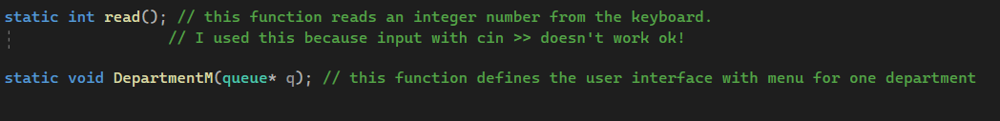 static int read(); // this function reads an integer number from the keyboard.
// I used this because input with cin >> doesn't work ok!
static void DepartmentM(queue* q); // this function defines the user interface with menu for one department